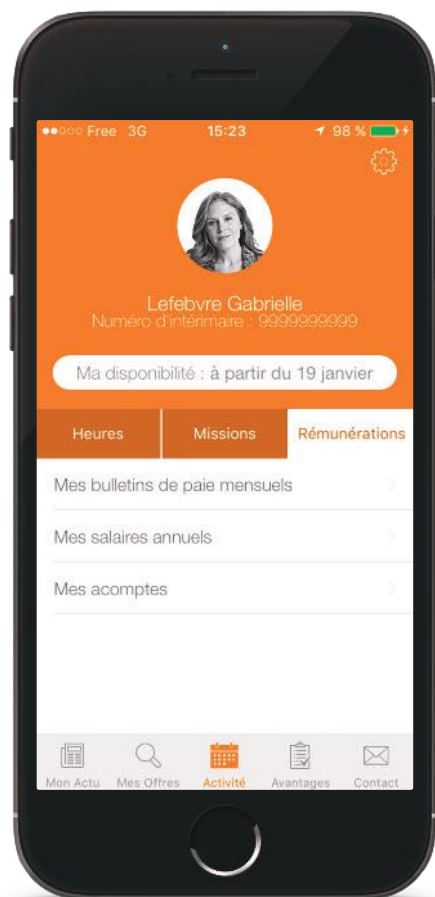 Free 3G 15:23 98 %
Lefebvre Gabrielle
Numéro d'intérimaire : 9999999999
Ma disponibilité : à partir du 19 janvier
Heures Missions Rémunérations
Mes bulletins de paie mensuels
Mes salaires annuels
Mes acomptes
Mon Actu Mes Offres Activité Avantages Contact